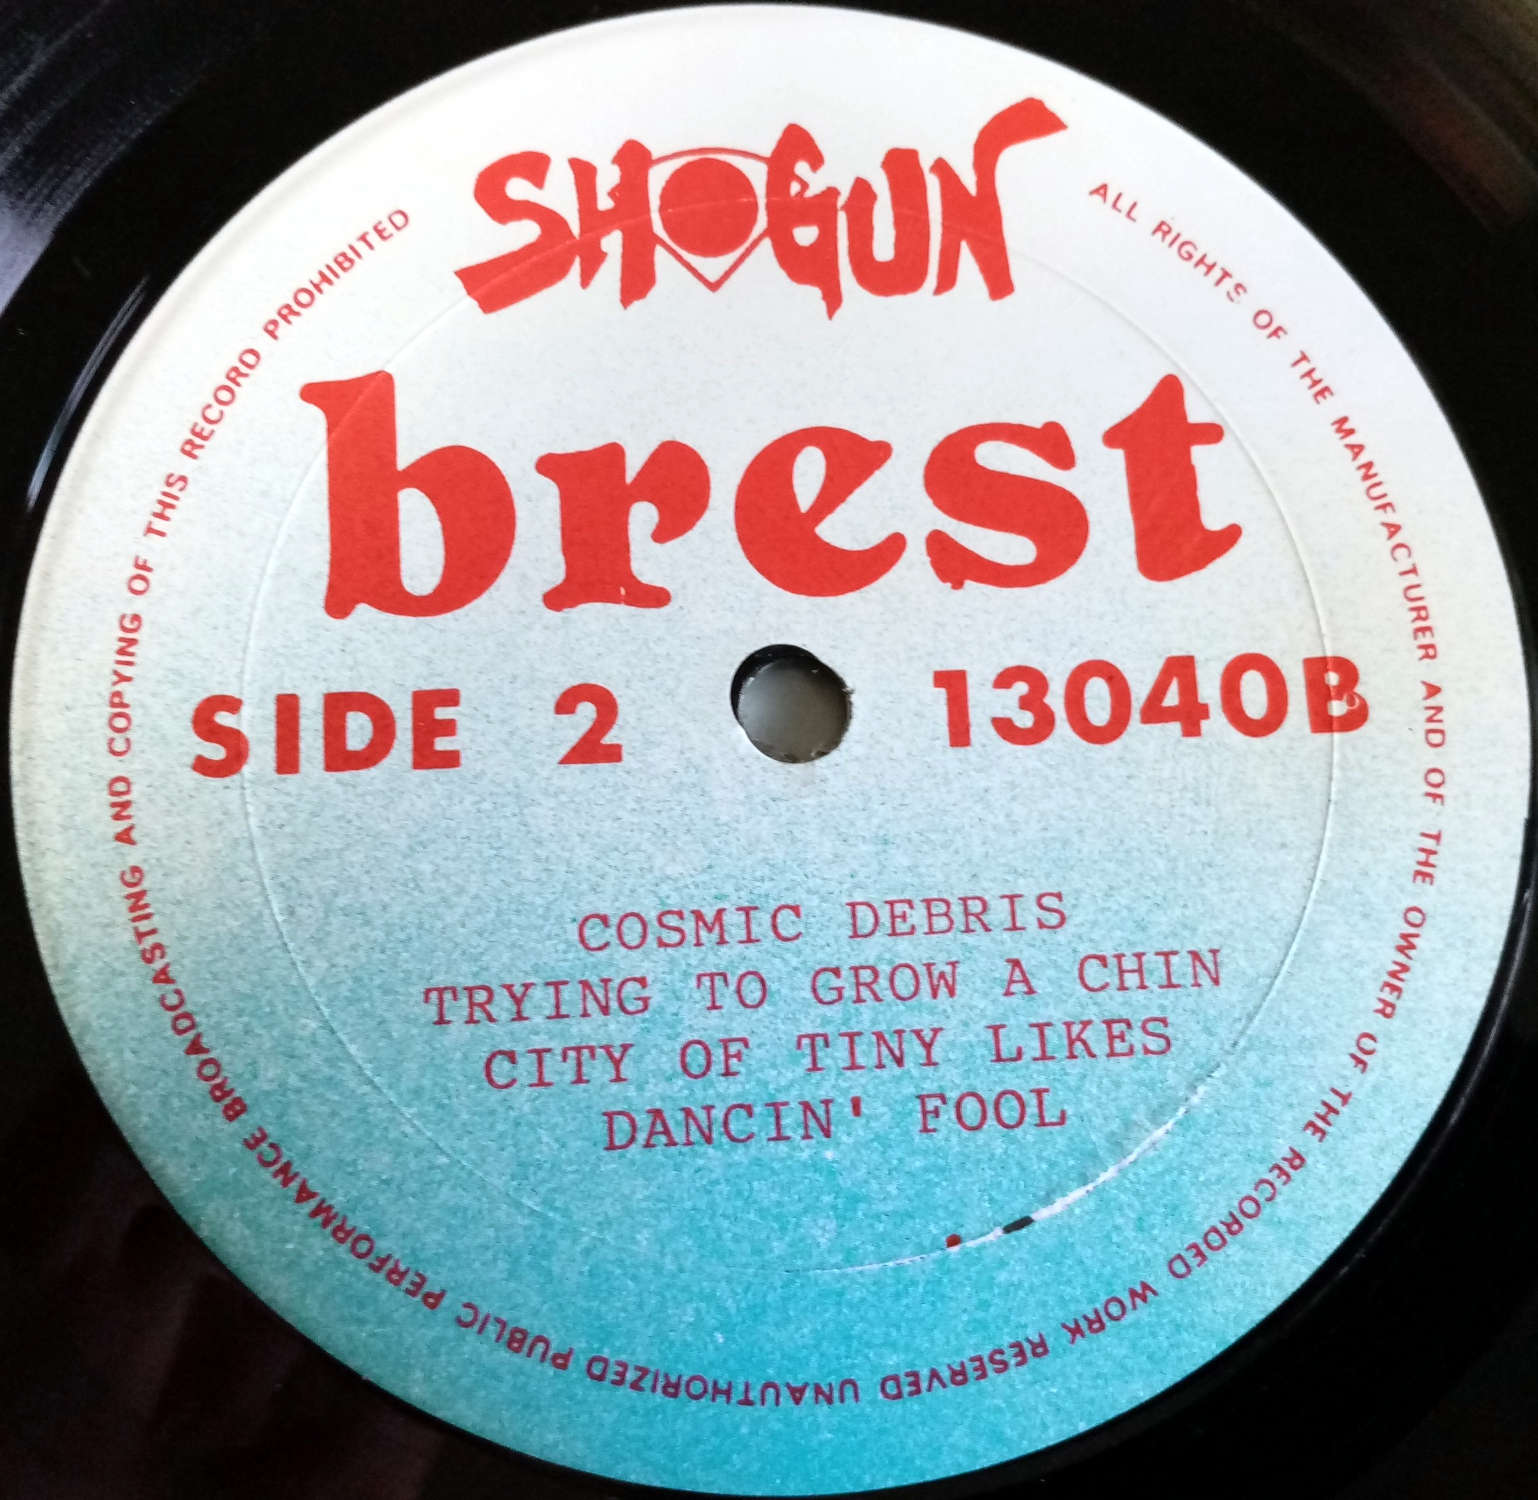 SHOGUN
brest
SIDE 2
13040B
COSMIC DEBRIS
TRYING TO GROW A CHIN
CITY OF TINY LIKES
DANCIN' FOOL
ALL RIGHTS OF THE MANUFACTURER AND OF THE OWNER OF THE RECORDED WORK RESERVED UNAUTHORIZED PUBLIC PERFORMANCE BROADCASTING AND COPYING OF THIS RECORD PROHIBITED